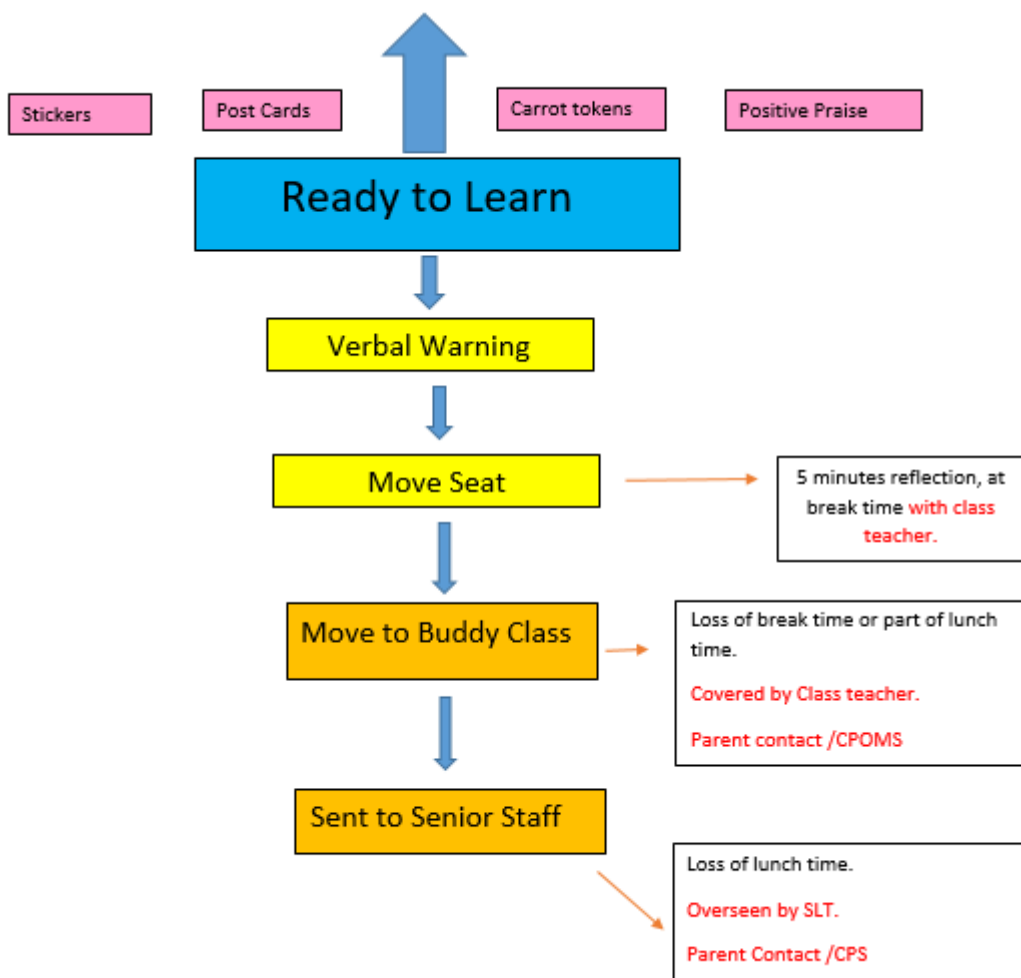 Stickers
Post Cards
Carrot tokens
Positive Praise
Ready to Learn
Verbal Warning
Move Seat
5 minutes reflection, at
break time with class
teacher.
Move to Buddy Class
Loss of break time or part of lunch
time.
Covered by Class teacher.
Parent contact /CPOMS
Sent to Senior Staff
Loss of lunch time.
Overseen by SLT.
Parent Contact /CPS